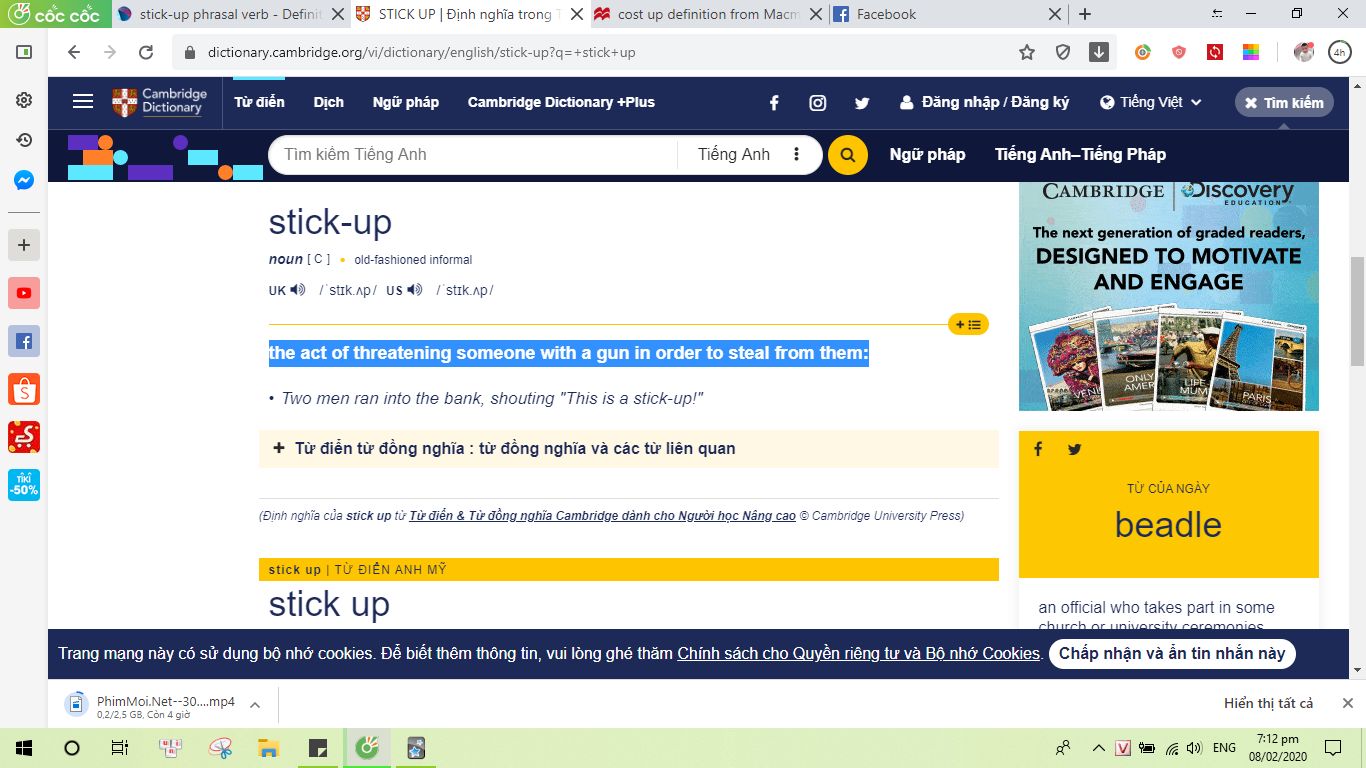 cốc cốc
stick-up phrasal verb - Definit
STICK UP | Định nghĩa trong T
cost up definition from Macm
Facebook
dictionary.cambridge.org/vi/dictionary/english/stick-up?q=+stick+up
4h
Cambridge
Dictionary
Từ điển
Dịch
Ngữ pháp
Cambridge Dictionary +Plus
Đăng nhập / Đăng ký
Tiếng Việt
Tìm kiếm
Tìm kiếm Tiếng Anh
Tiếng Anh
Ngữ pháp
Tiếng Anh–Tiếng Pháp
stick-up
noun [ C ] • old-fashioned informal
UK /ˈstɪk.ʌp/ US /ˈstɪk.ʌp/
the act of threatening someone with a gun in order to steal from them:
• Two men ran into the bank, shouting "This is a stick-up!"
+ Từ điển từ đồng nghĩa : từ đồng nghĩa và các từ liên quan
(Định nghĩa của stick up từ Từ điển & Từ đồng nghĩa Cambridge dành cho Người học Nâng cao © Cambridge University Press)
stick up | TỪ ĐIỂN ANH MỸ
stick up
CAMBRIDGE
Discovery
EDUCATION
The next generation of graded readers,
DESIGNED TO MOTIVATE
AND ENGAGE
TỪ CỦA NGÀY
beadle
an official who takes part in some
church or university ceremonies
Trang mạng này có sử dụng bộ nhớ cookies. Để biết thêm thông tin, vui lòng ghé thăm Chính sách cho Quyền riêng tư và Bộ nhớ Cookies.
Chấp nhận và ẩn tin nhắn này
TIKI
-50%
PhimMoi.Net--30....mp4
0,2/2,5 GB, Còn 4 giờ
Hiển thị tất cả
ENG
7:12 pm
08/02/2020